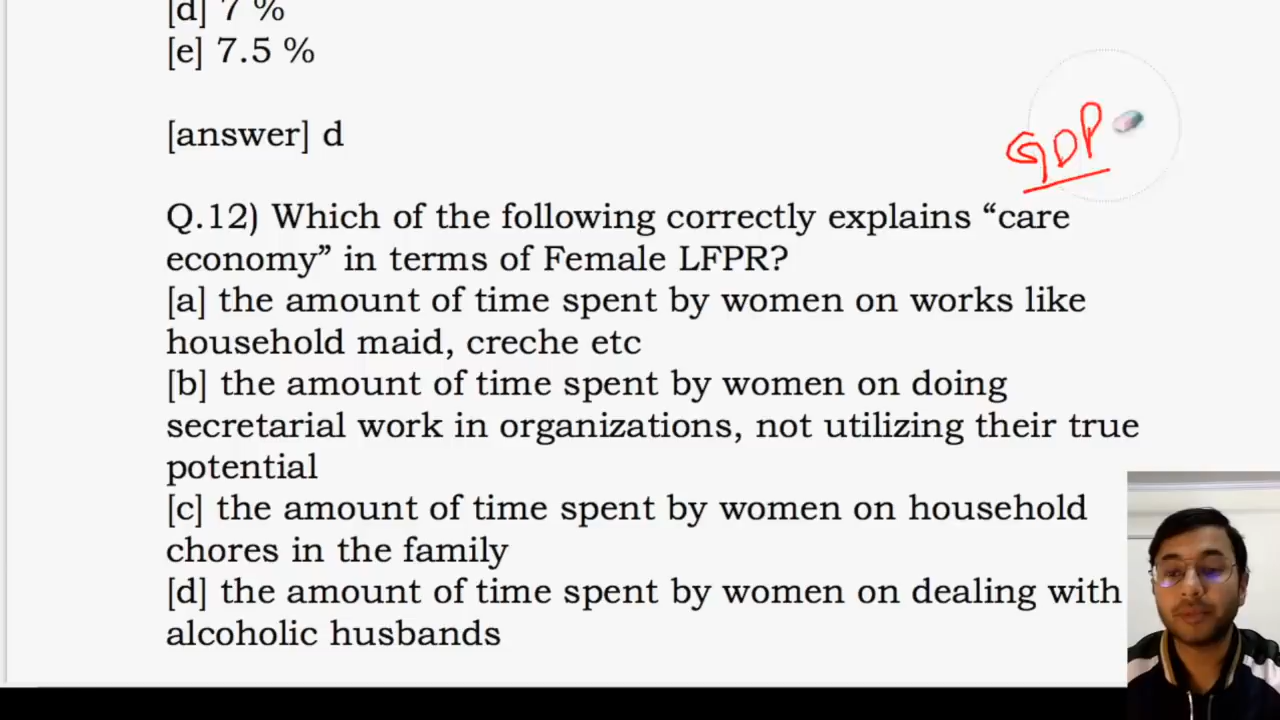 [d] 7 %
[e] 7.5 %
[answer] d
GDP
Q.12) Which of the following correctly explains “care
economy” in terms of Female LFPR?
[a] the amount of time spent by women on works like
household maid, creche etc
[b] the amount of time spent by women on doing
secretarial work in organizations, not utilizing their true
potential
[c] the amount of time spent by women on household
chores in the family
[d] the amount of time spent by women on dealing with
alcoholic husbands